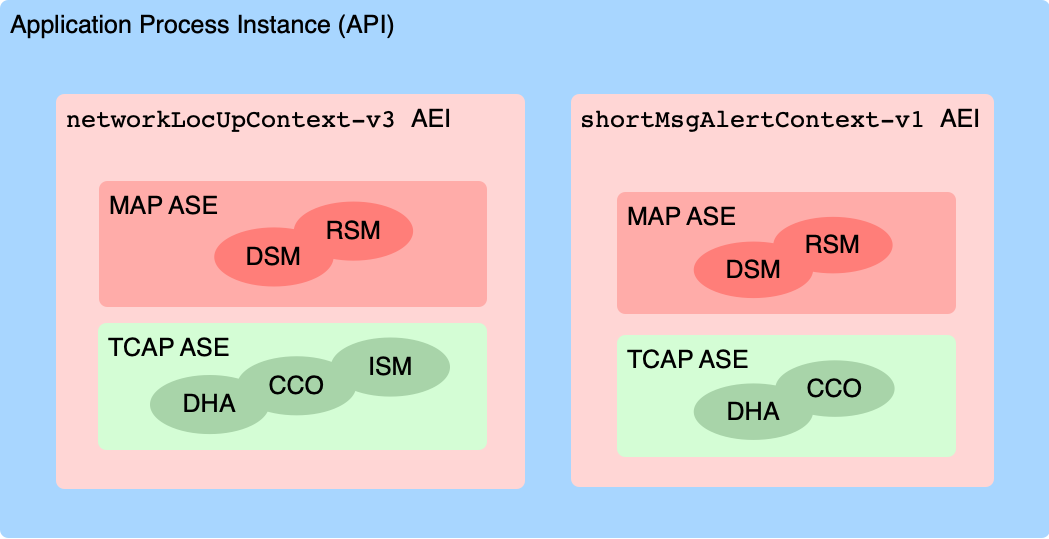 Application Process Instance (API)
networkLocUpContext-v3 AEI
MAP ASE
RSM
DSM
TCAP ASE
ISM
CCO
DHA
shortMsgAlertContext-v1 AEI
MAP ASE
RSM
DSM
TCAP ASE
CCO
DHA